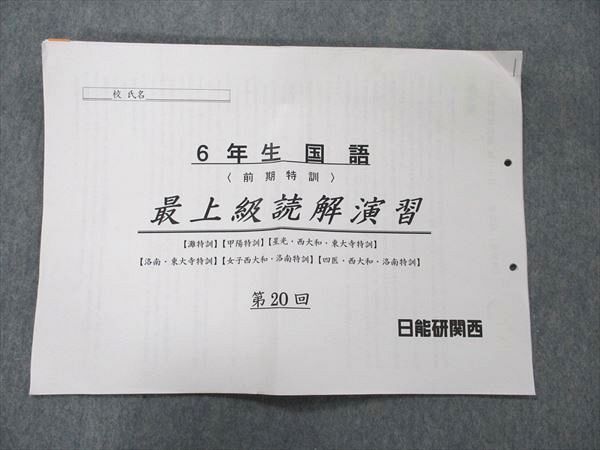 校 氏名
6年生国語
〈前期特訓〉
最上級読解演習
【灘特訓】【甲陽特訓】【星光・西大和・東大寺特訓】
【洛南・東大寺特訓】【女子西大和・洛南特訓】【四医・西大和・洛南特訓】
第20回
日能研関西